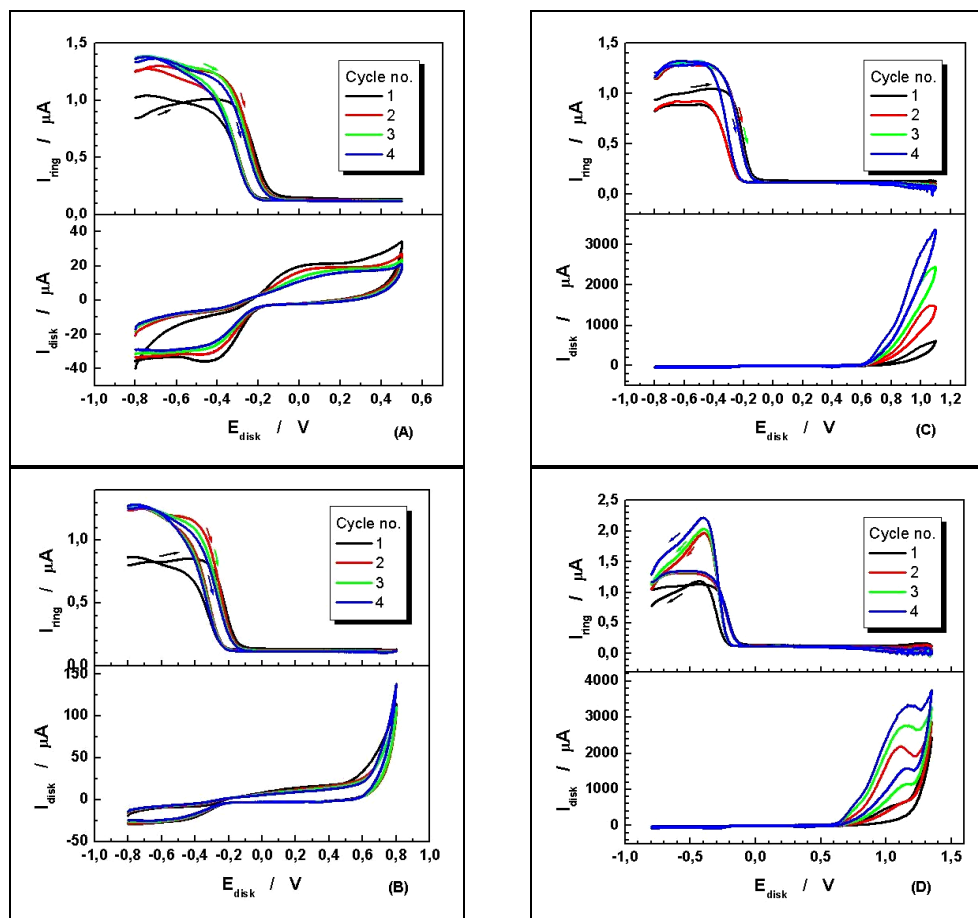 1,5
1,0
0,5
0,0
I ring / µA
Cycle no.
1
2
3
4
40
20
0
-20
-40
I disk / µA
-1,0 -0,8 -0,6 -0,4 -0,2 0,0 0,2 0,4 0,6
E disk / V
(A)
1,5
1,0
0,5
0,0
I ring / µA
Cycle no.
1
2
3
4
3000
2000
1000
0
I disk / µA
-1,0 -0,8 -0,6 -0,4 -0,2 0,0 0,2 0,4 0,6 0,8 1,0 1,2
E disk / V
(C)
1,0
0,5
0,0
I ring / µA
Cycle no.
1
2
3
4
150
100
50
0
-50
I disk / µA
-1,0 -0,8 -0,6 -0,4 -0,2 0,0 0,2 0,4 0,6 0,8 1,0
E disk / V
(B)
2,5
2,0
1,5
1,0
0,5
0,0
I ring / µA
Cycle no.
1
2
3
4
4000
3000
2000
1000
0
I disk / µA
-1,0 -0,5 0,0 0,5 1,0 1,5
E disk / V
(D)